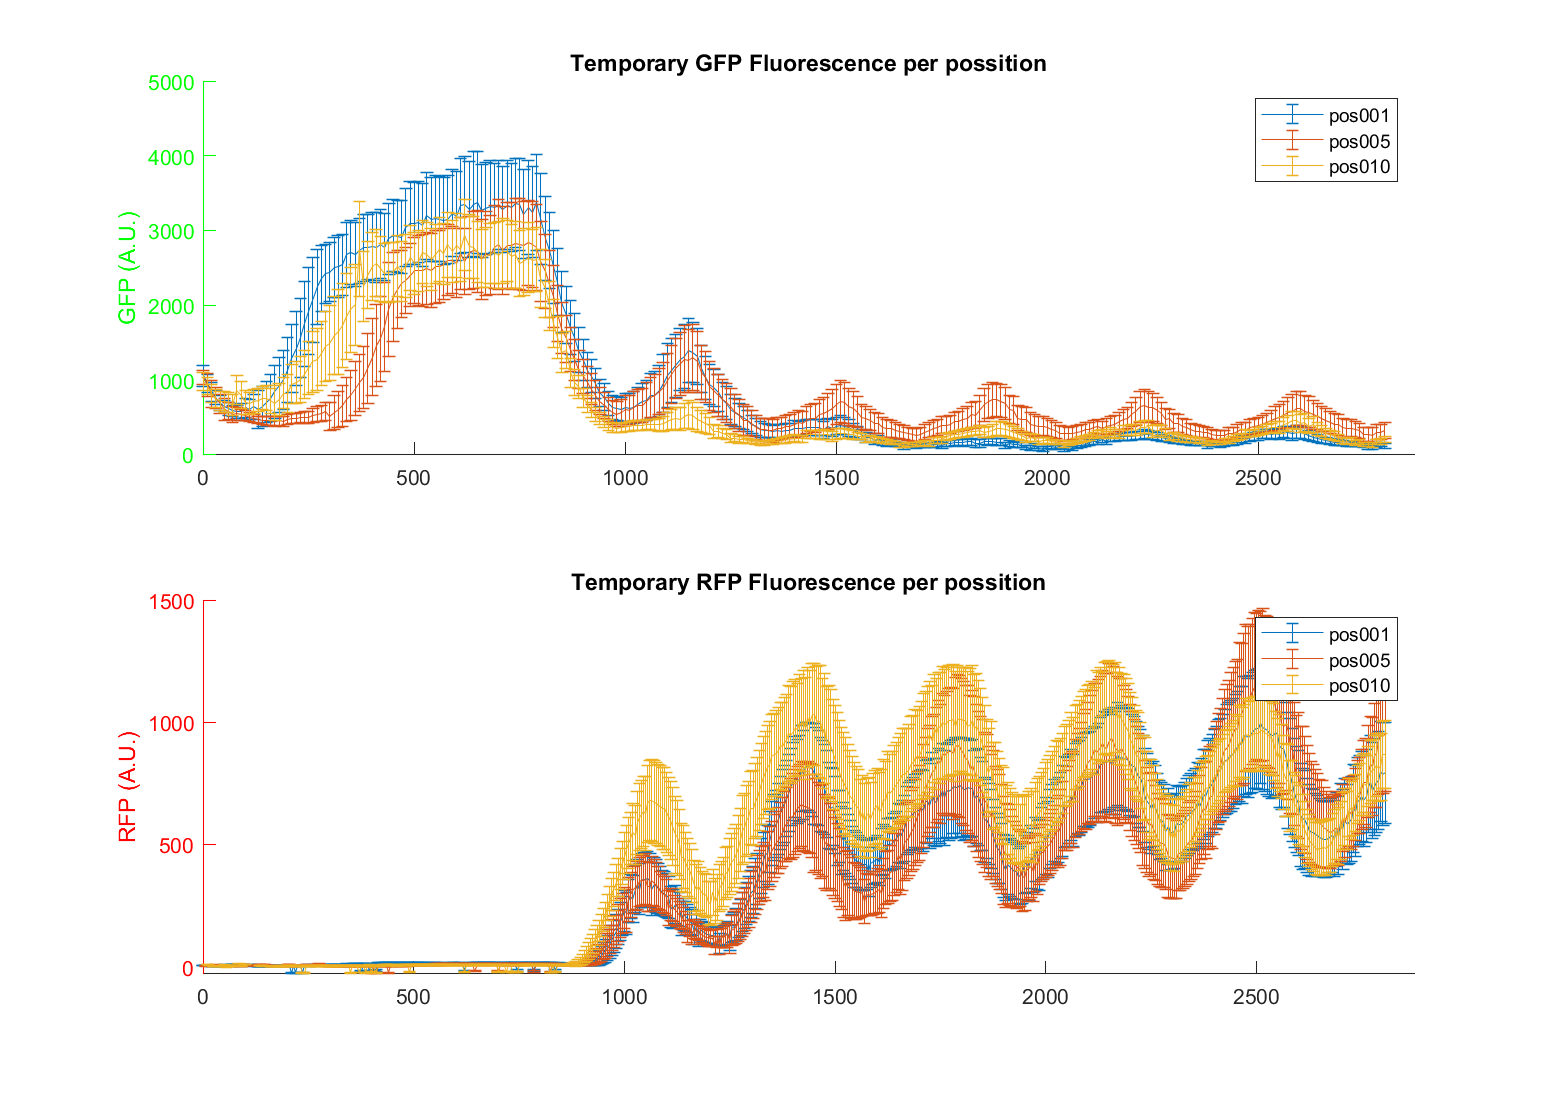 Temporary GFP Fluorescence per possition
5000
4000
3000
2000
1000
0
GFP (A.U.)
pos001
pos005
pos010
0 500 1000 1500 2000 2500
Temporary RFP Fluorescence per possition
1500
1000
500
0
RFP (A.U.)
pos001
pos005
pos010
0 500 1000 1500 2000 2500